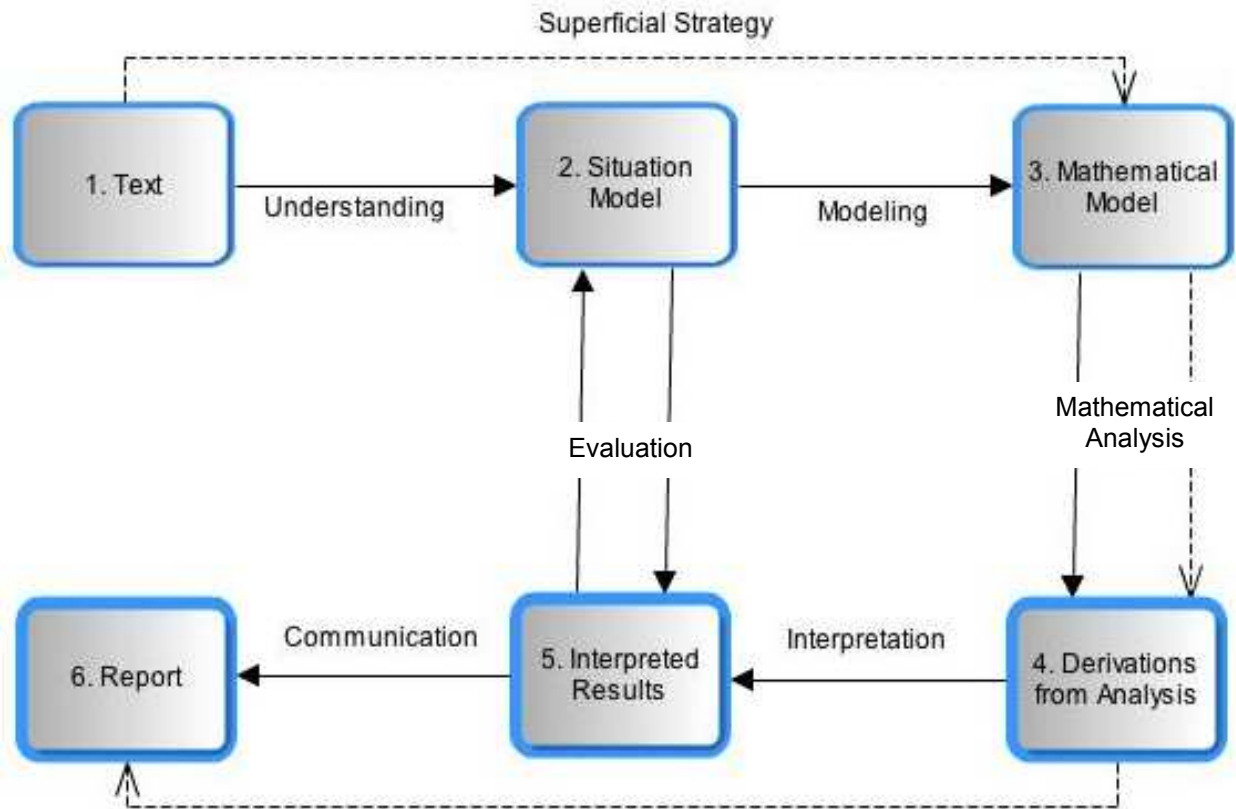 Superficial Strategy
1. Text
Understanding
2. Situation
Model
Modeling
3. Mathematical
Model
Evaluation
Mathematical
Analysis
6. Report
Communication
5. Interpreted
Results
Interpretation
4. Derivations
from Analysis